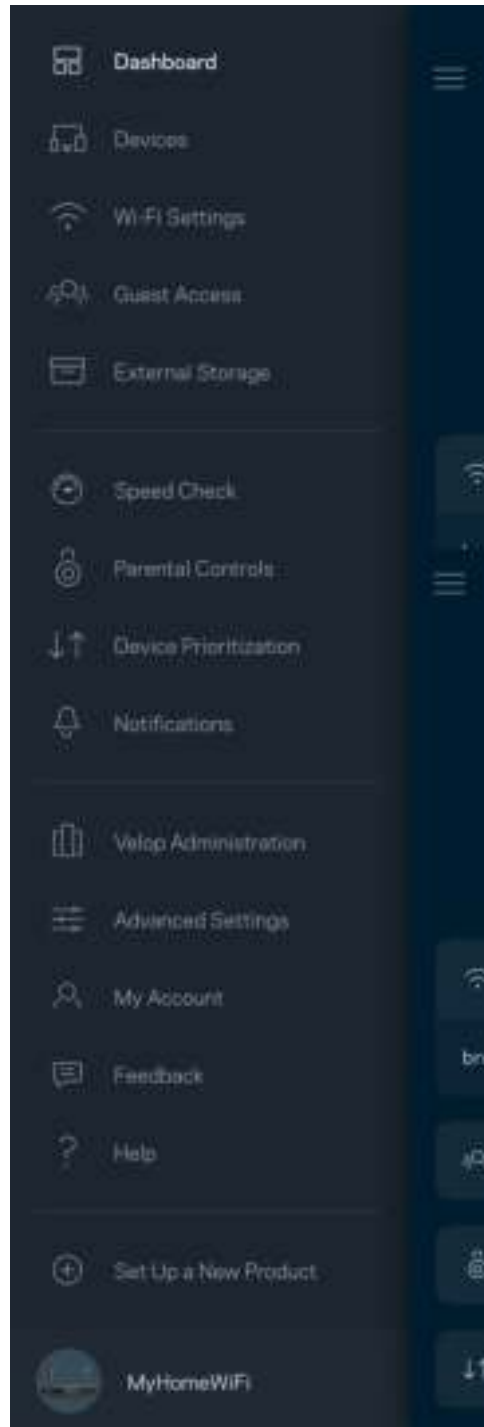 Dashboard
Devices
Wi-Fi Settings
Guest Access
External Storage
Speed Check
Parental Controls
Device Prioritization
Notifications
Velop Administration
Advanced Settings
My Account
Feedback
Help
Set Up a New Product
MyHomeWiFi
br